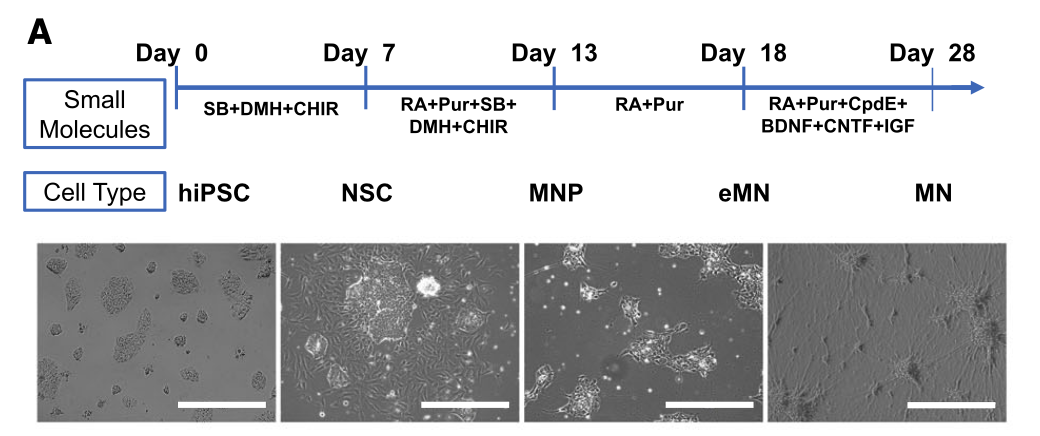 A
Day 0
Day 7
Day 13
Day 18
Day 28
Small
Molecules
SB+DMH+CHIR
RA+Pur+SB+
DMH+CHIR
RA+Pur
RA+Pur+CpdE+
BDNF+CNTF+IGF
Cell Type
hiPSC
NSC
MNP
eMN
MN